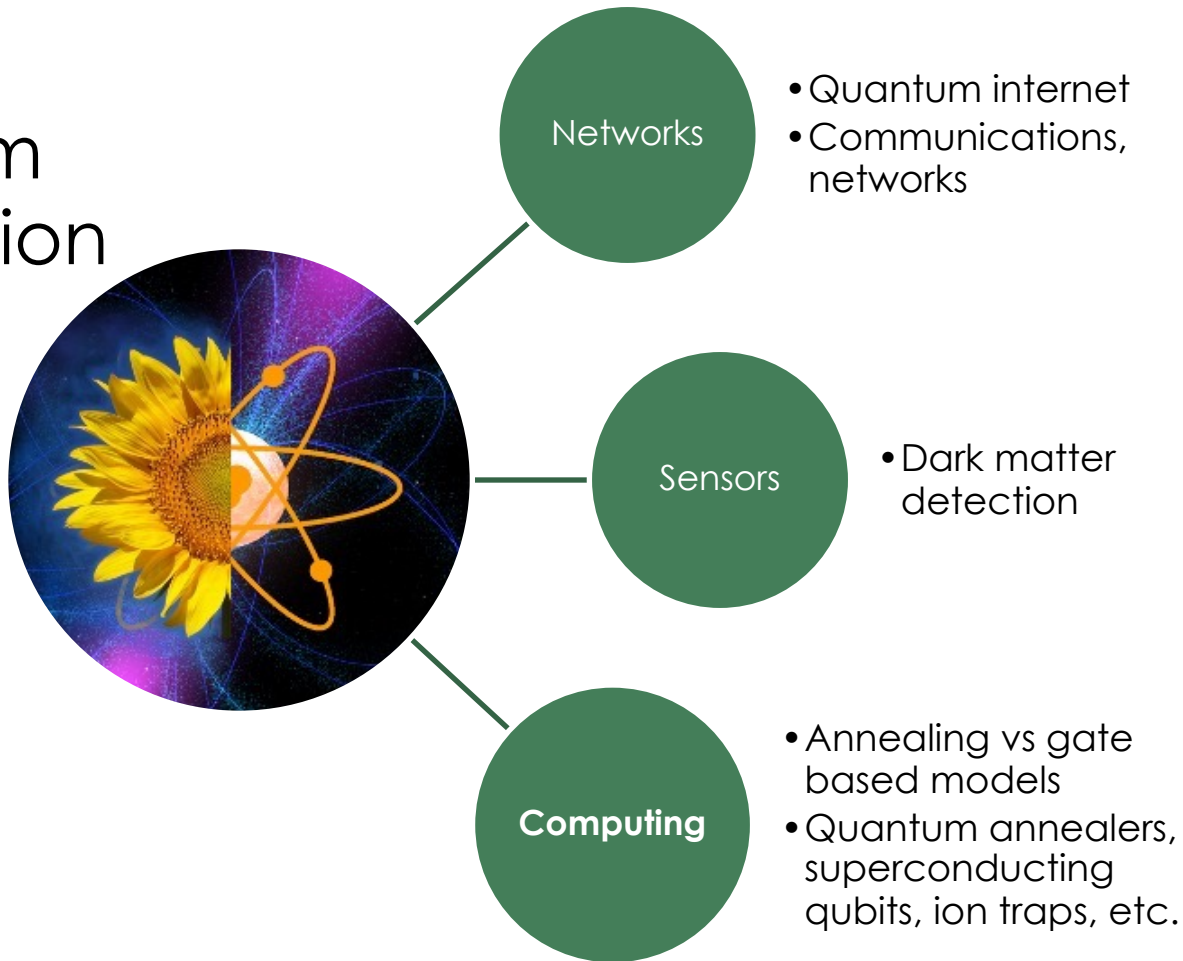 m
ion
Networks
•Quantum internet
•Communications,
networks
Sensors
•Dark matter
detection
Computing
•Annealing vs gate
based models
•Quantum annealers,
superconducting
qubits, ion traps, etc.